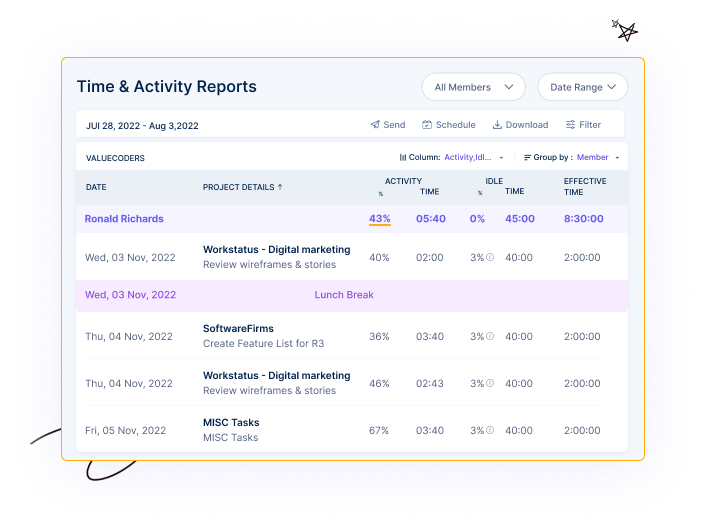 Time & Activity Reports
All Members
Date Range
JUl 28, 2022 - Aug 3,2022
Send
Schedule
Download
Filter
VALUECODERS
Column: Activity,Idl...
Group by : Member
DATE
PROJECT DETAILS ↑
ACTIVITY
% TIME
IDLE
% TIME
EFFECTIVE
TIME
Ronald Richards 43% 05:40 0% 45:00 8:30:00
Wed, 03 Nov, 2022
Workstatus - Digital marketing
Review wireframes & stories
40% 02:00 3% 40:00 2:00:00
Wed, 03 Nov, 2022 Lunch Break
Thu, 04 Nov, 2022
SoftwareFirms
Create Feature List for R3
36% 03:40 3% 40:00 2:00:00
Thu, 04 Nov, 2022
Workstatus - Digital marketing
Review wireframes & stories
46% 02:43 3% 40:00 2:00:00
Fri, 05 Nov, 2022
MISC Tasks
MISC Tasks
67% 03:40 3% 40:00 2:00:00